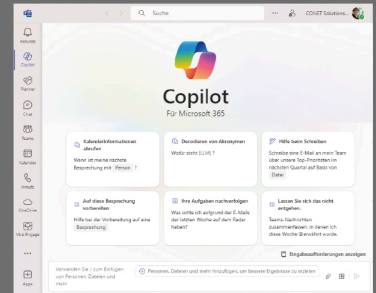 Suche
CONET Solutions...
Aktivität
Copilot
Planner
Chat
Teams
Kalender
Anrufe
OneDrive
Viva Engage
Apps
Copilot
Für Microsoft 365
Kalenderinformationen
abrufen
Wann ist meine nächste
Besprechung mit Person ?
Decodieren von Akronymen
Wofür steht [LLM] ?
Hilfe beim Schreiben
Schreibe eine E-Mail an mein Team
über unsere Top-Prioritäten im
nächsten Quartal auf Basis von
Datei
Auf diese Besprechung
vorbereiten
Hilfe bei der Vorbereitung auf eine
Besprechung
Ihre Aufgaben nachverfolgen
Was sollte ich aufgrund der E-Mails
der letzten Woche auf dem Radar
haben?
Lassen Sie sich das nicht
entgehen.
Teams-Nachrichten
zusammenfassen, in denen ich
diese Woche @erwähnt wurde.
Eingabeaufforderungen anzeigen
Verwenden Sie / zum Einfügen
von Personen, Dateien und
mehr
Personen, Dateien und mehr hinzufügen, um bessere Ergebnisse zu erzielen